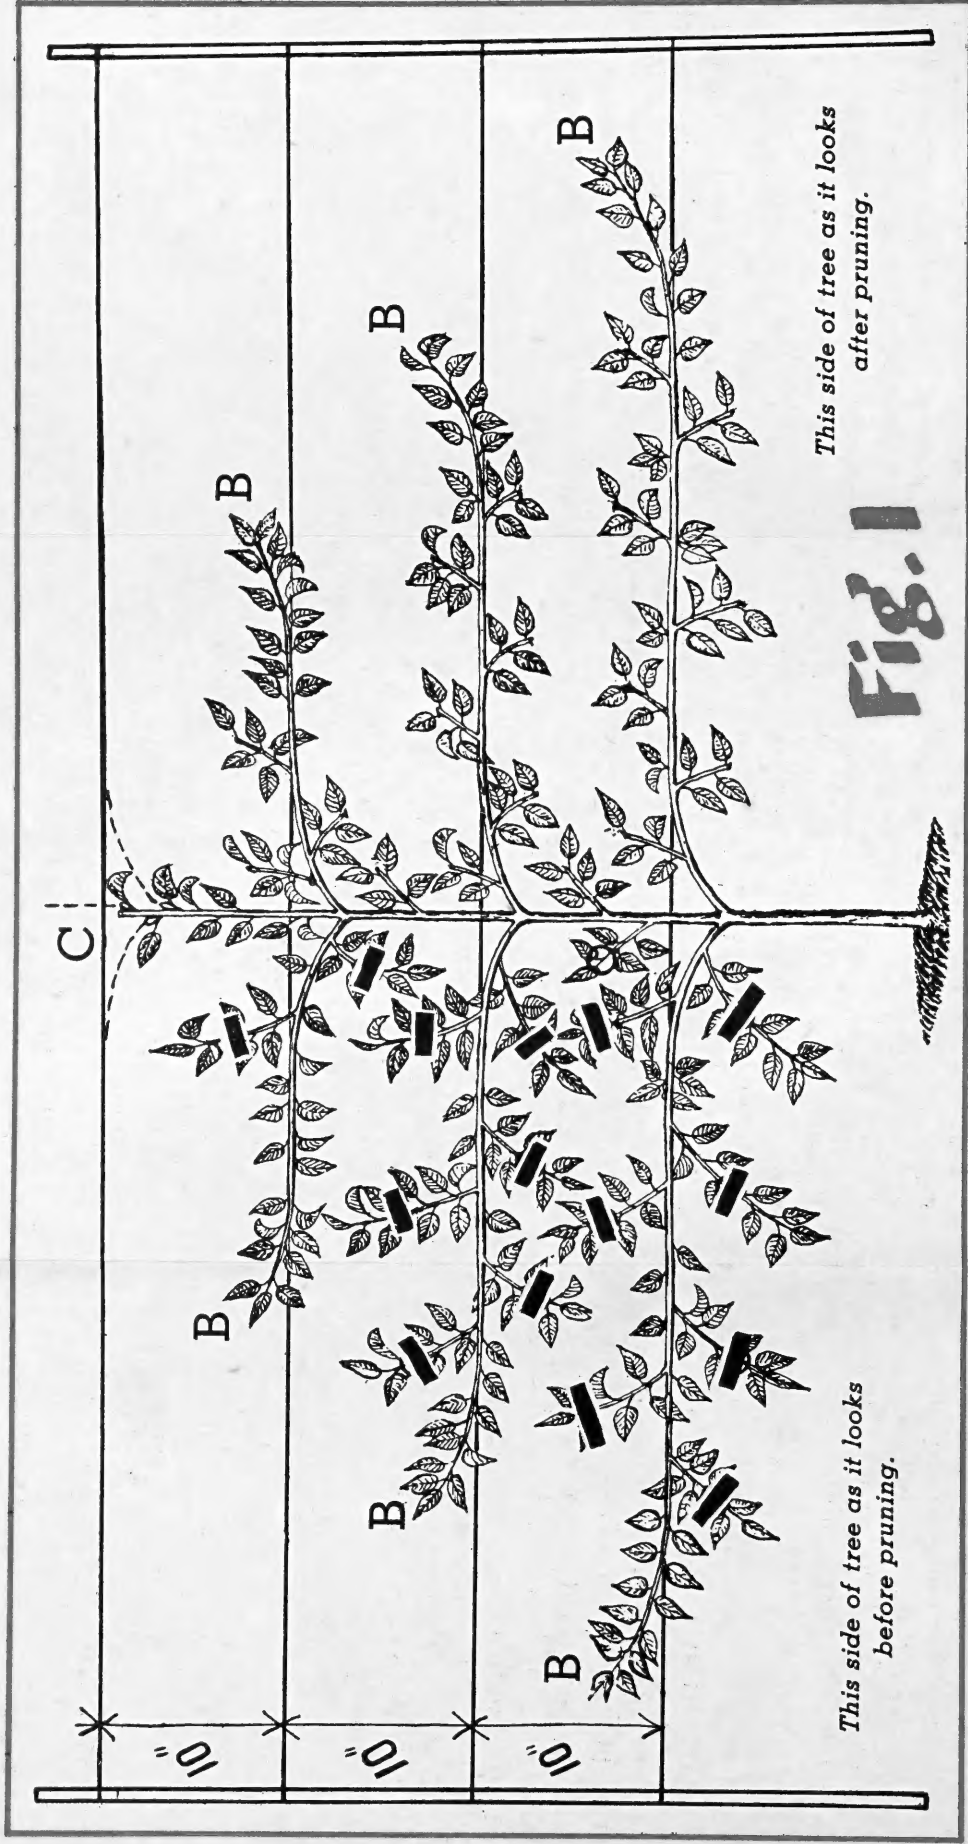 C
B
B
B
B
B
B
10"
10"
10"
This side of tree as it looks
before pruning.
This side of tree as it looks
after pruning.
Fig. 1